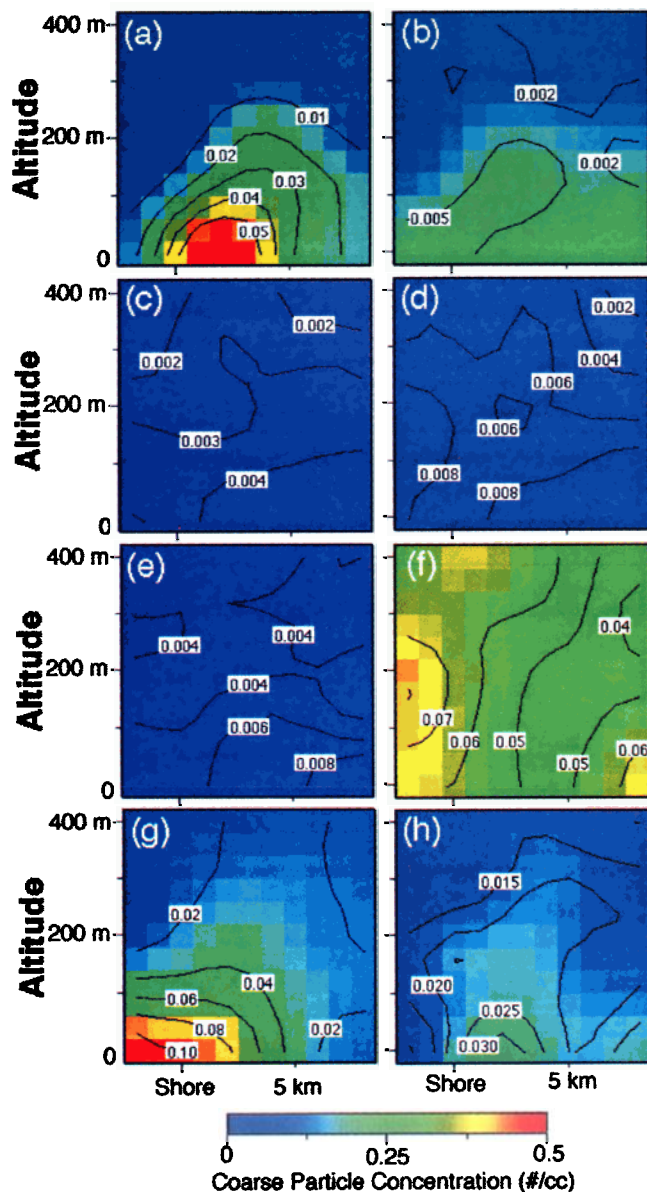 400 m
(a)
(b)
0.01
0.002
Altitude
200 m
0.02
0.03
0.002
0.04
0.005
0.05
0
400 m
(c)
(d)
0.002
0.002
0.002
0.004
0.006
Altitude
200 m
0.006
0.003
0.004
0.008
0.008
0
400 m
(e)
(f)
0.004
0.004
0.04
Altitude
200 m
0.004
0.07
0.06
0.05
0.006
0.008
0.05
0.06
0
400 m
(g)
(h)
0.02
0.015
Altitude
200 m
0.04
0.020
0.06
0.025
0.08
0.02
0.10
0.030
0
Shore
5 km
Shore
5 km
0
0.25
0.5
Coarse Particle Concentration (#/cc)